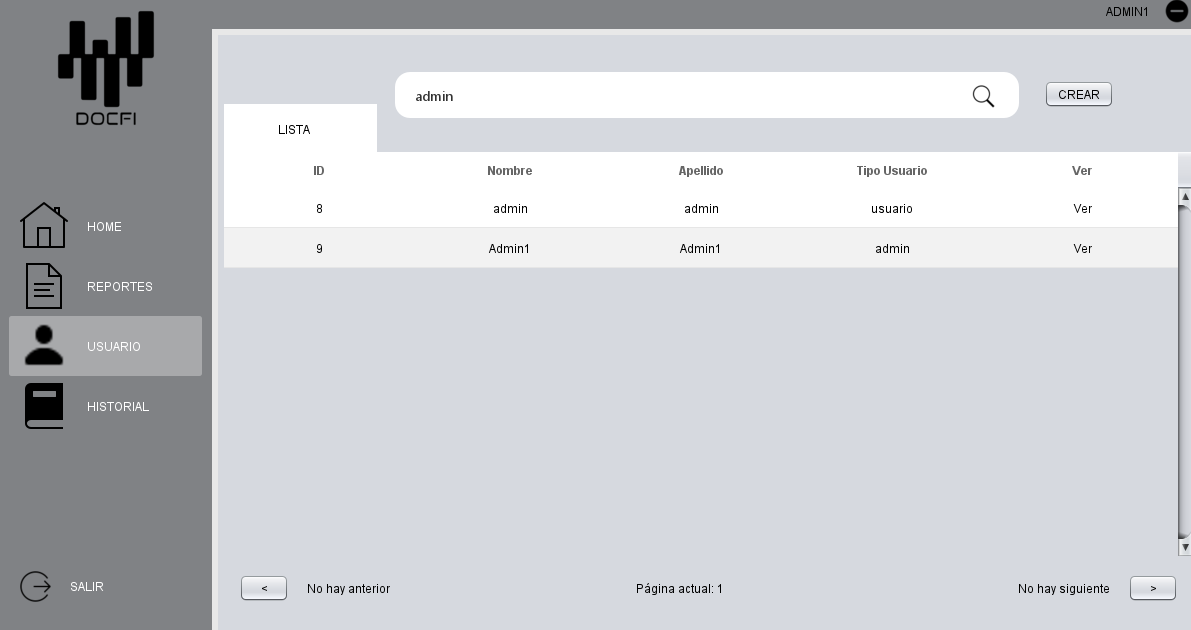 ADMIN1
DOCFI
admin
CREAR
LISTA
ID Nombre Apellido Tipo Usuario Ver
8 admin admin usuario Ver
9 Admin1 Admin1 admin Ver
HOME
REPORTES
USUARIO
HISTORIAL
SALIR
< No hay anterior Página actual: 1 No hay siguiente >